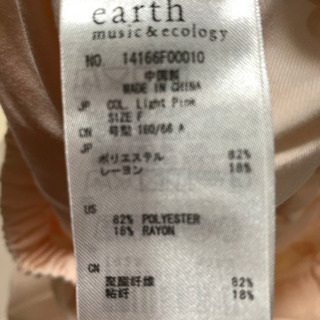 earth
music & ecology
NO. 14166F00010
中国製
MADE IN CHINA
JP COL. Light Pink
SIZE F
CN 号型 160/66 A
JP
ポリエステル 82%
レーヨン 18%
US
82% POLYESTER
18% RAYON
CN
聚酯纤维 82%
粘纤 18%